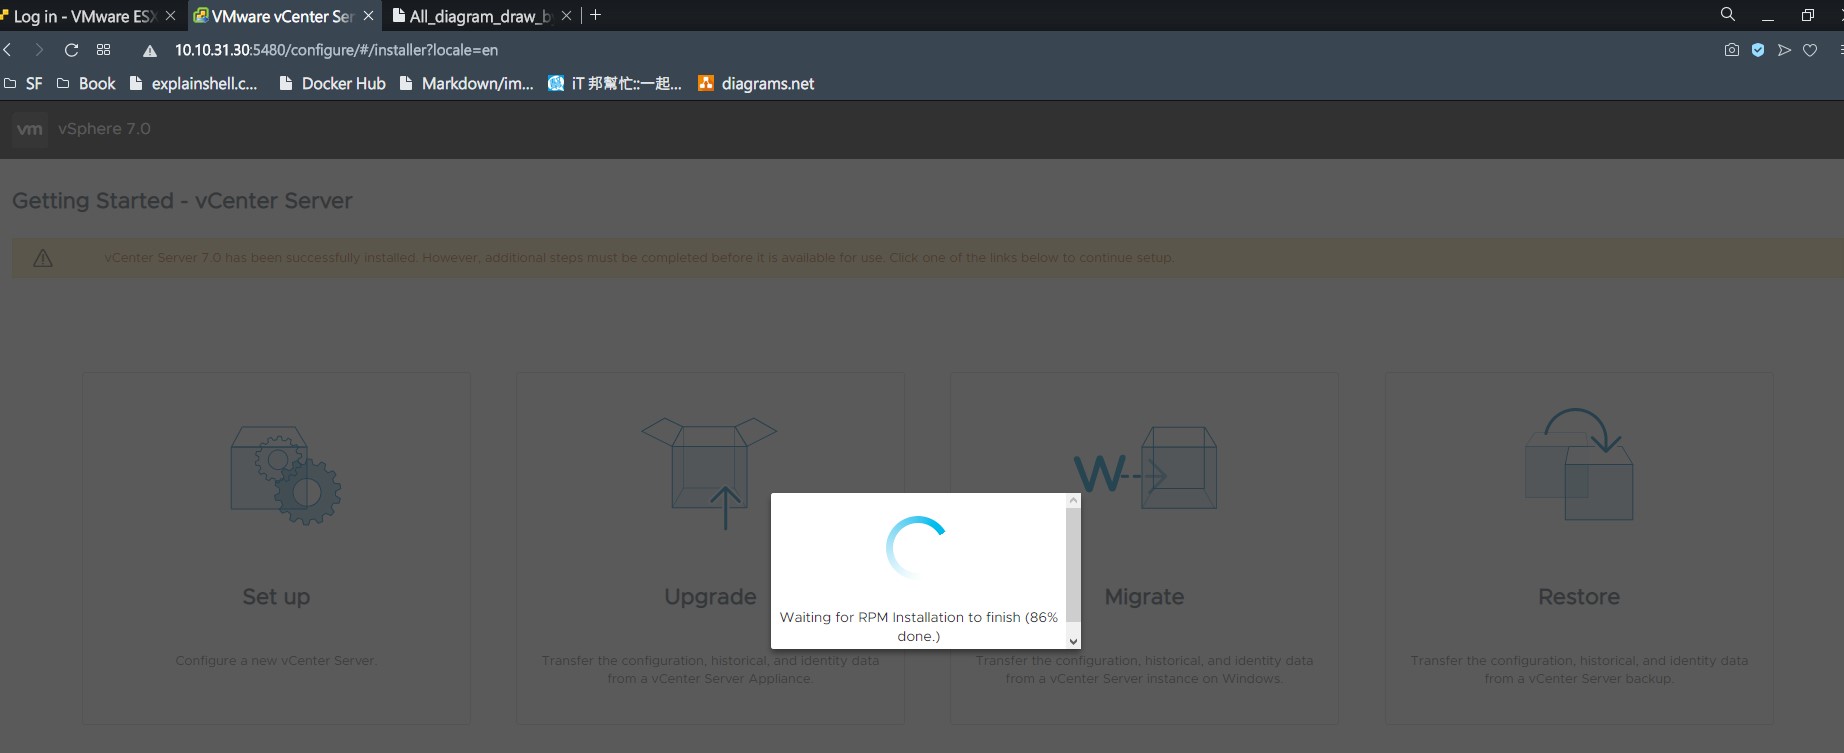 Log in - VMware ESX
VMware vCenter Ser
All_diagram_draw_by
10.10.31.30:5480/configure/#/installer?locale=en
SF
Book
explainshell.c...
Docker Hub
Markdown/im...
iT 邦幫忙::一起...
diagrams.net
vm
vSphere 7.0
Getting Started - vCenter Server
vCenter Server 7.0 has been successfully installed. However, additional steps must be completed before it is available for use. Click one of the links below to continue setup.
Set up
Configure a new vCenter Server.
Upgrade
Transfer the configuration, historical, and identity data
from a vCenter Server Appliance.
W
Migrate
Transfer the configuration, historical, and identity data
from a vCenter Server instance on Windows.
Restore
Transfer the configuration, historical, and identity data
from a vCenter Server backup.
Waiting for RPM Installation to finish (86%
done.)